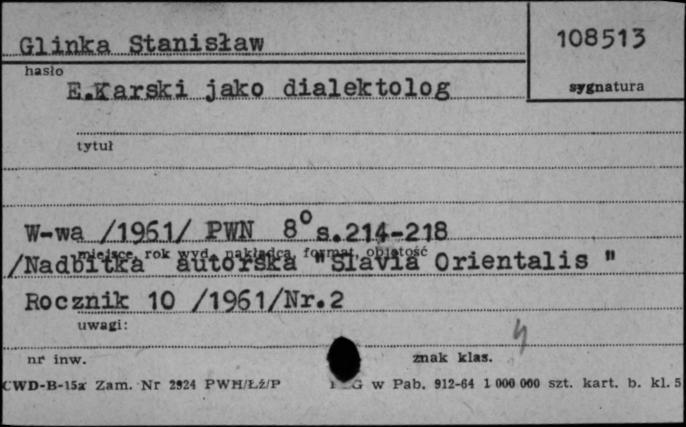 Glinka Stanisław
108513
hasło
sygnatura
E.Karski jako dialektolog
tytuł
W-wa /1961/ PWN 8° s.214-218
miejsce, rok wyd., nakładca, format, objętość
/Nadbitka autorska "Slavia Orientalis "
Rocznik 10 /1961/Nr.2
uwagi:
nr inw.
znak klas.
CWD-B-15a Zam. Nr 2924 PWH/Łż/P
G w Pab. 912-64 1 000 000 szt. kart. b. kl. 5